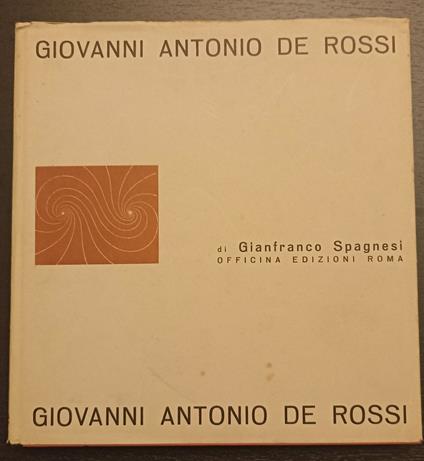 GIOVANNI ANTONIO DE ROSSI
di Gianfranco Spagnesi
OFFICINA EDIZIONI ROMA
GIOVANNI ANTONIO DE ROSSI